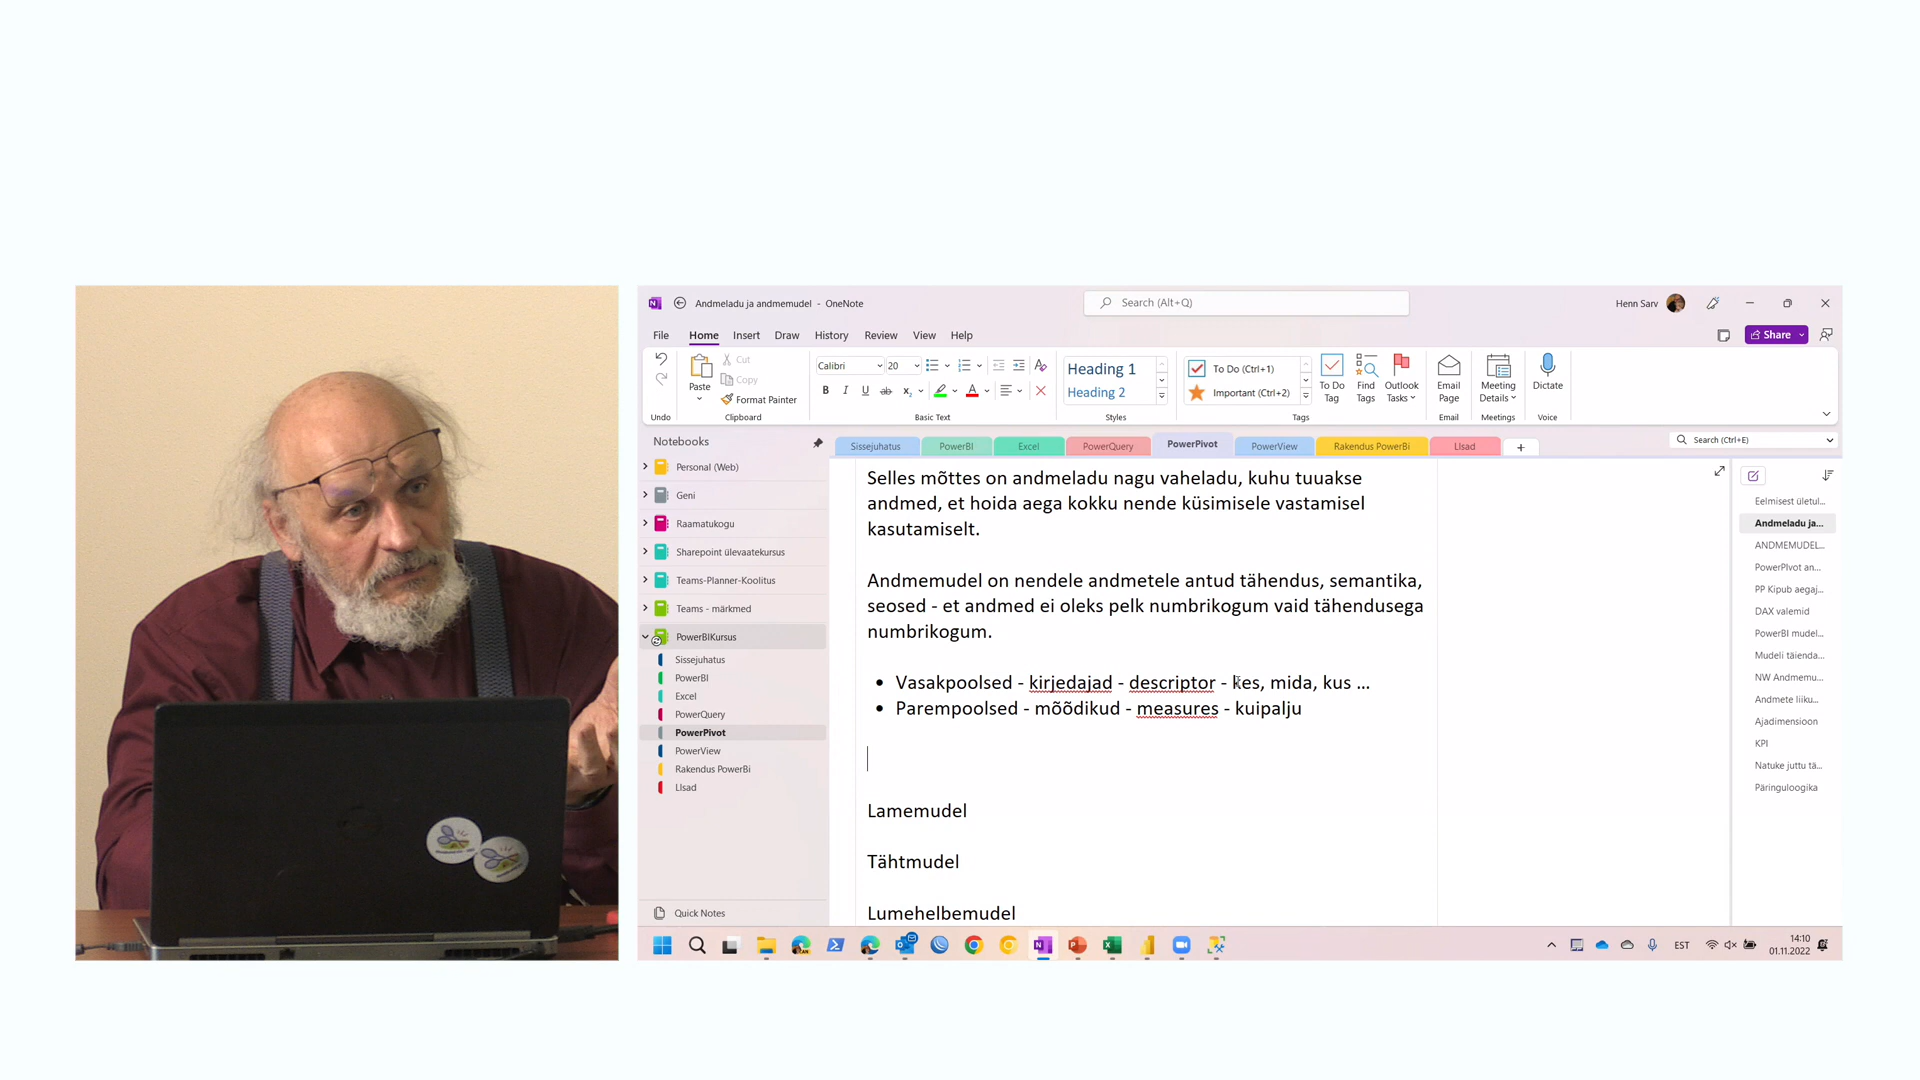 Andmeladu ja andmemudel - OneNote
Search (Alt+Q)
Henn Sarv
File Home Insert Draw History Review View Help
Share
Undo
Paste
Cut
Copy
Format Painter
Clipboard
Calibri 20
B I U ab x₂ A
Basic Text
Heading 1
Heading 2
Styles
To Do (Ctrl+1)
Important (Ctrl+2)
Tags
To Do Tag
Find Tags
Outlook Tasks
Email Page
Email
Meeting Details
Meetings
Dictate
Voice
Notebooks
Sissejuhatus PowerBI Excel PowerQuery PowerPivot PowerView Rakendus PowerBi LIsad +
Search (Ctrl+E)
Personal (Web)
Geni
Raamatukogu
Sharepoint ülevaatekursus
Teams-Planner-Koolitus
Teams - märkmed
PowerBIKursus
Sissejuhatus
PowerBI
Excel
PowerQuery
PowerPivot
PowerView
Rakendus PowerBi
LIsad
Quick Notes
Selles mõttes on andmeladu nagu vaheladu, kuhu tuuakse
andmed, et hoida aega kokku nende küsimisele vastamisel
kasutamiselt.
Andmemudel on nendele andmetele antud tähendus, semantika,
seosed - et andmed ei oleks pelk numbrikogum vaid tähendusega
numbrikogum.
• Vasakpoolsed - kirjedajad - descriptor - kes, mida, kus ...
• Parempoolsed - mõõdikud - measures - kuipalju
Lamemudel
Tähtmudel
Lumehelbemudel
Eelmisest ületul...
Andmeladu ja...
ANDMEMUDEL...
PowerPIvot an...
PP Kipub aegaj...
DAX valemid
PowerBI mudel...
Mudeli täienda...
NW Andmemu...
Andmete liiku...
Ajadimensioon
KPI
Natuke juttu tä...
Päringuloogika
EST
14:10
01.11.2022